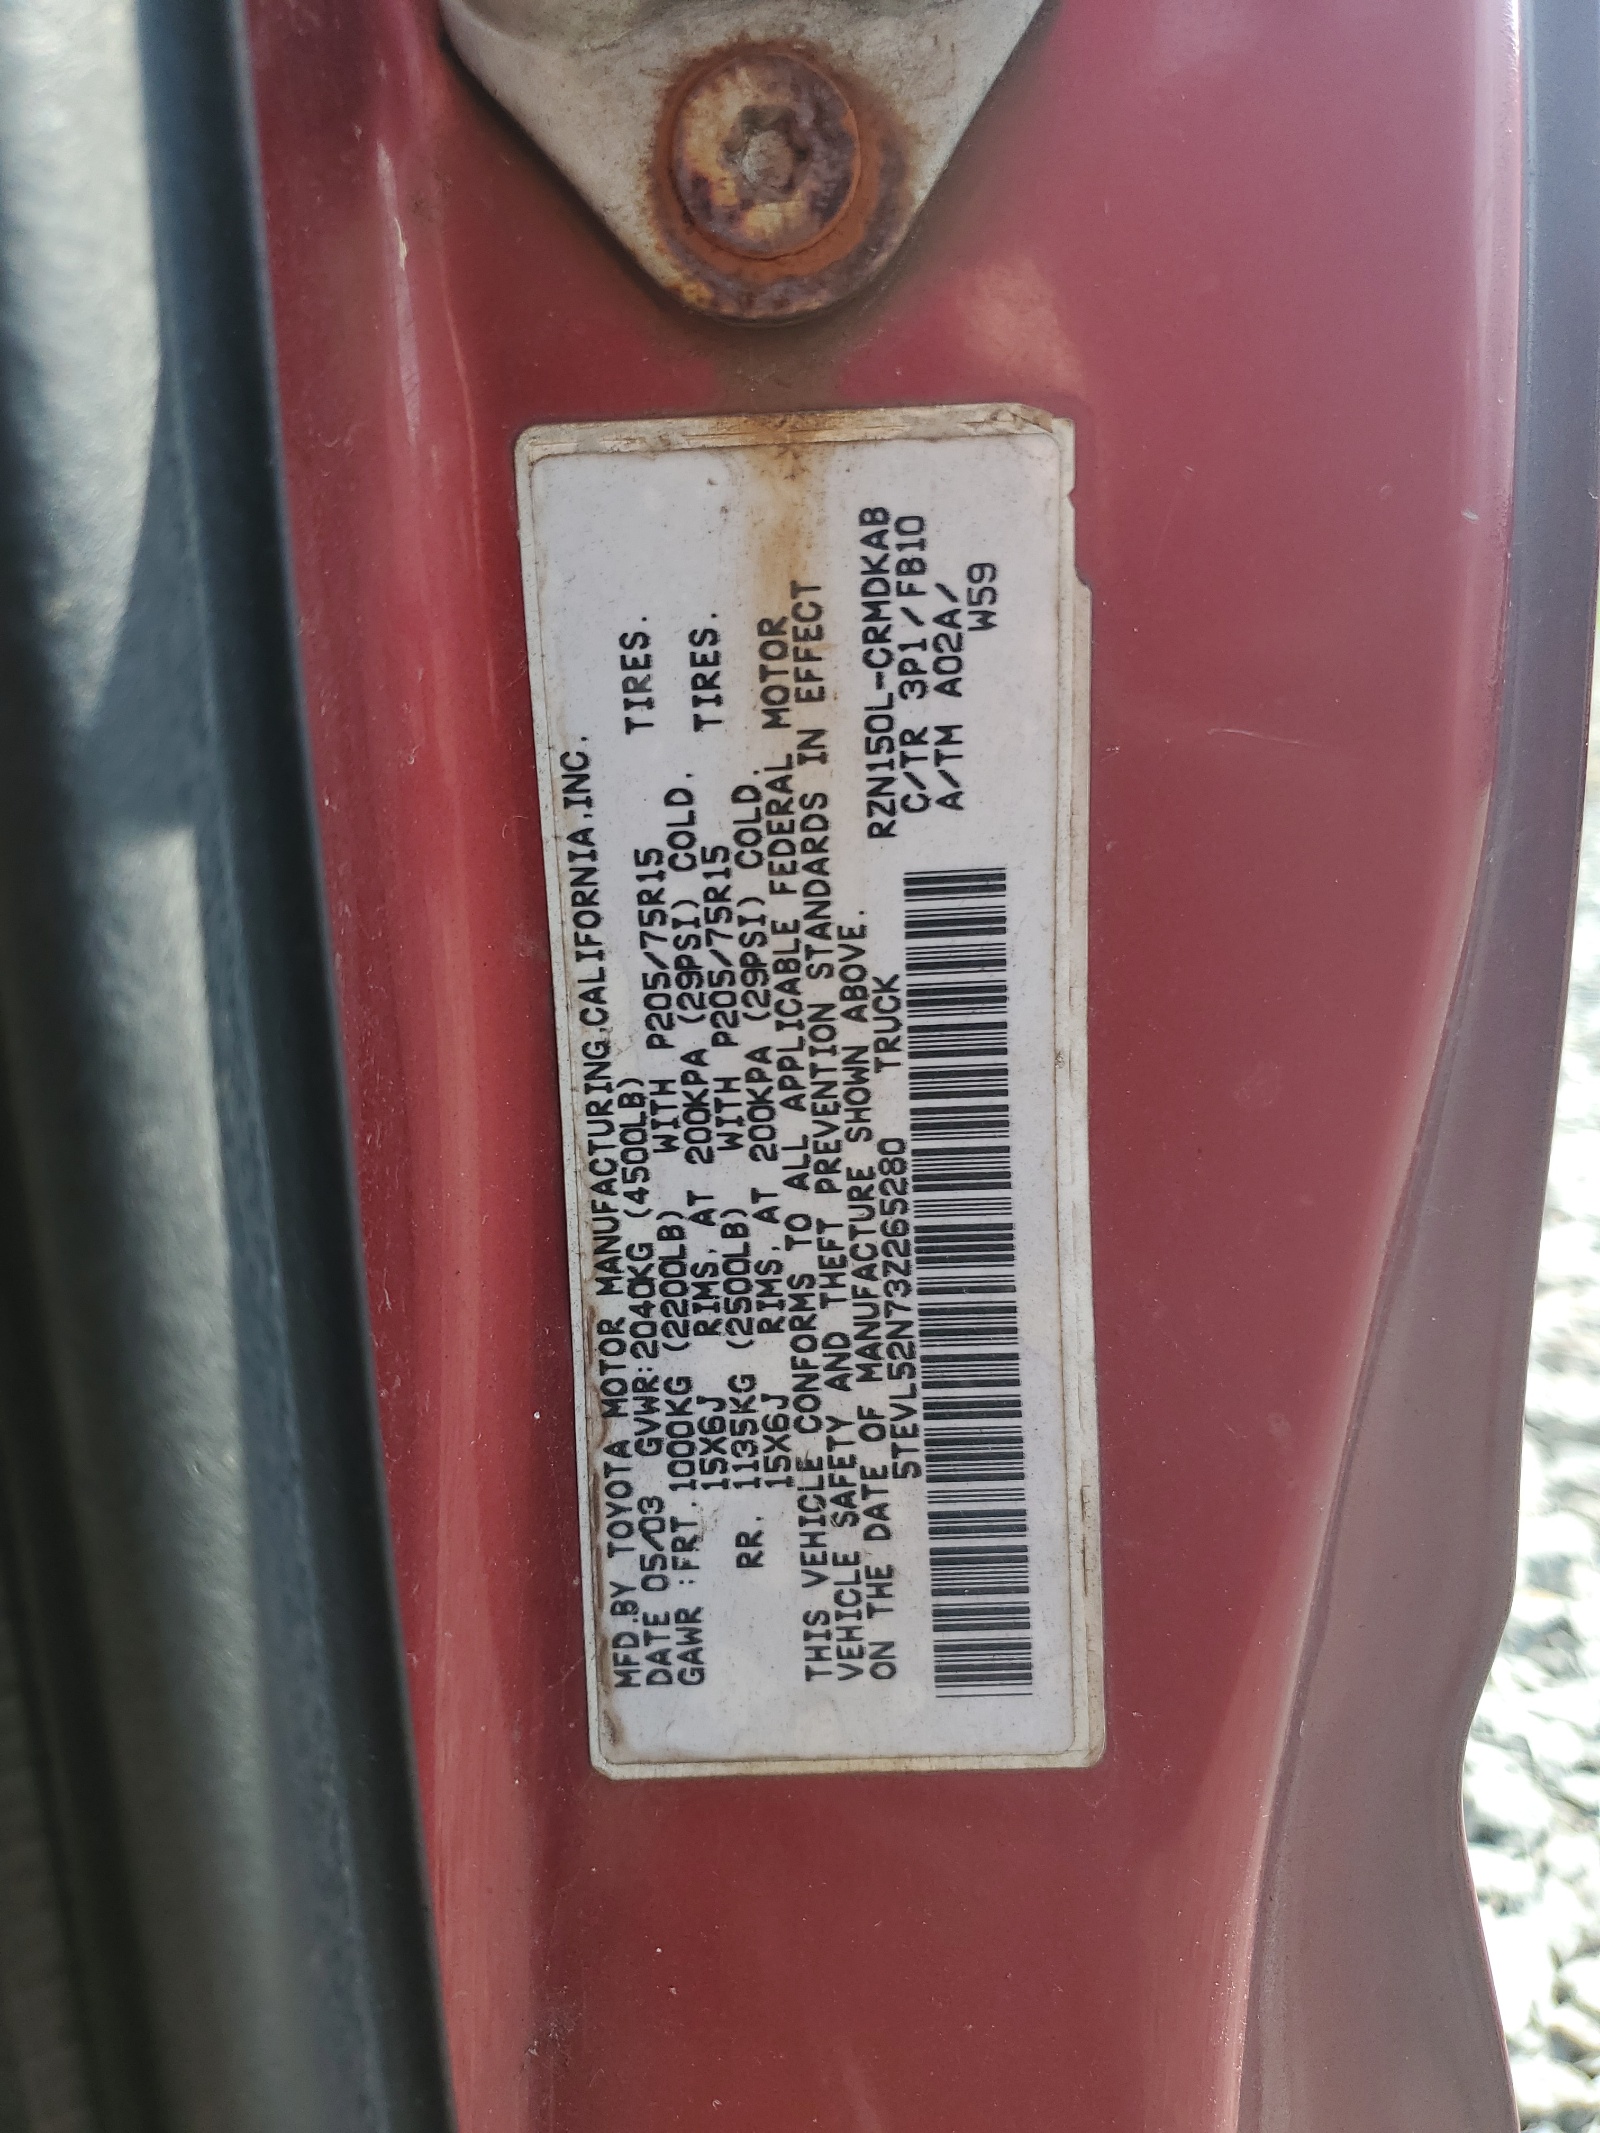 MFD.BY TOYOTA MOTOR MANUFACTURING,CALIFORNIA,INC.
DATE 05/03 GVWR:2040KG (4500LB)
GAWR :FRT. 1000KG (2200LB) WITH P205/75R15 TIRES.
15X6J RIMS, AT 200KPA (29PSI) COLD.
RR. 1135KG (2500LB) WITH P205/75R15 TIRES.
15X6J RIMS, AT 200KPA (29PSI) COLD.
THIS VEHICLE CONFORMS TO ALL APPLICABLE FEDERAL MOTOR
VEHICLE SAFETY AND THEFT PREVENTION STANDARDS IN EFFECT
ON THE DATE OF MANUFACTURE SHOWN ABOVE.
5TEVL52N73Z265280 TRUCK
RZN150L-CRMDKAB
C/TR 3P1/FB10
A/TM A02A/
W59